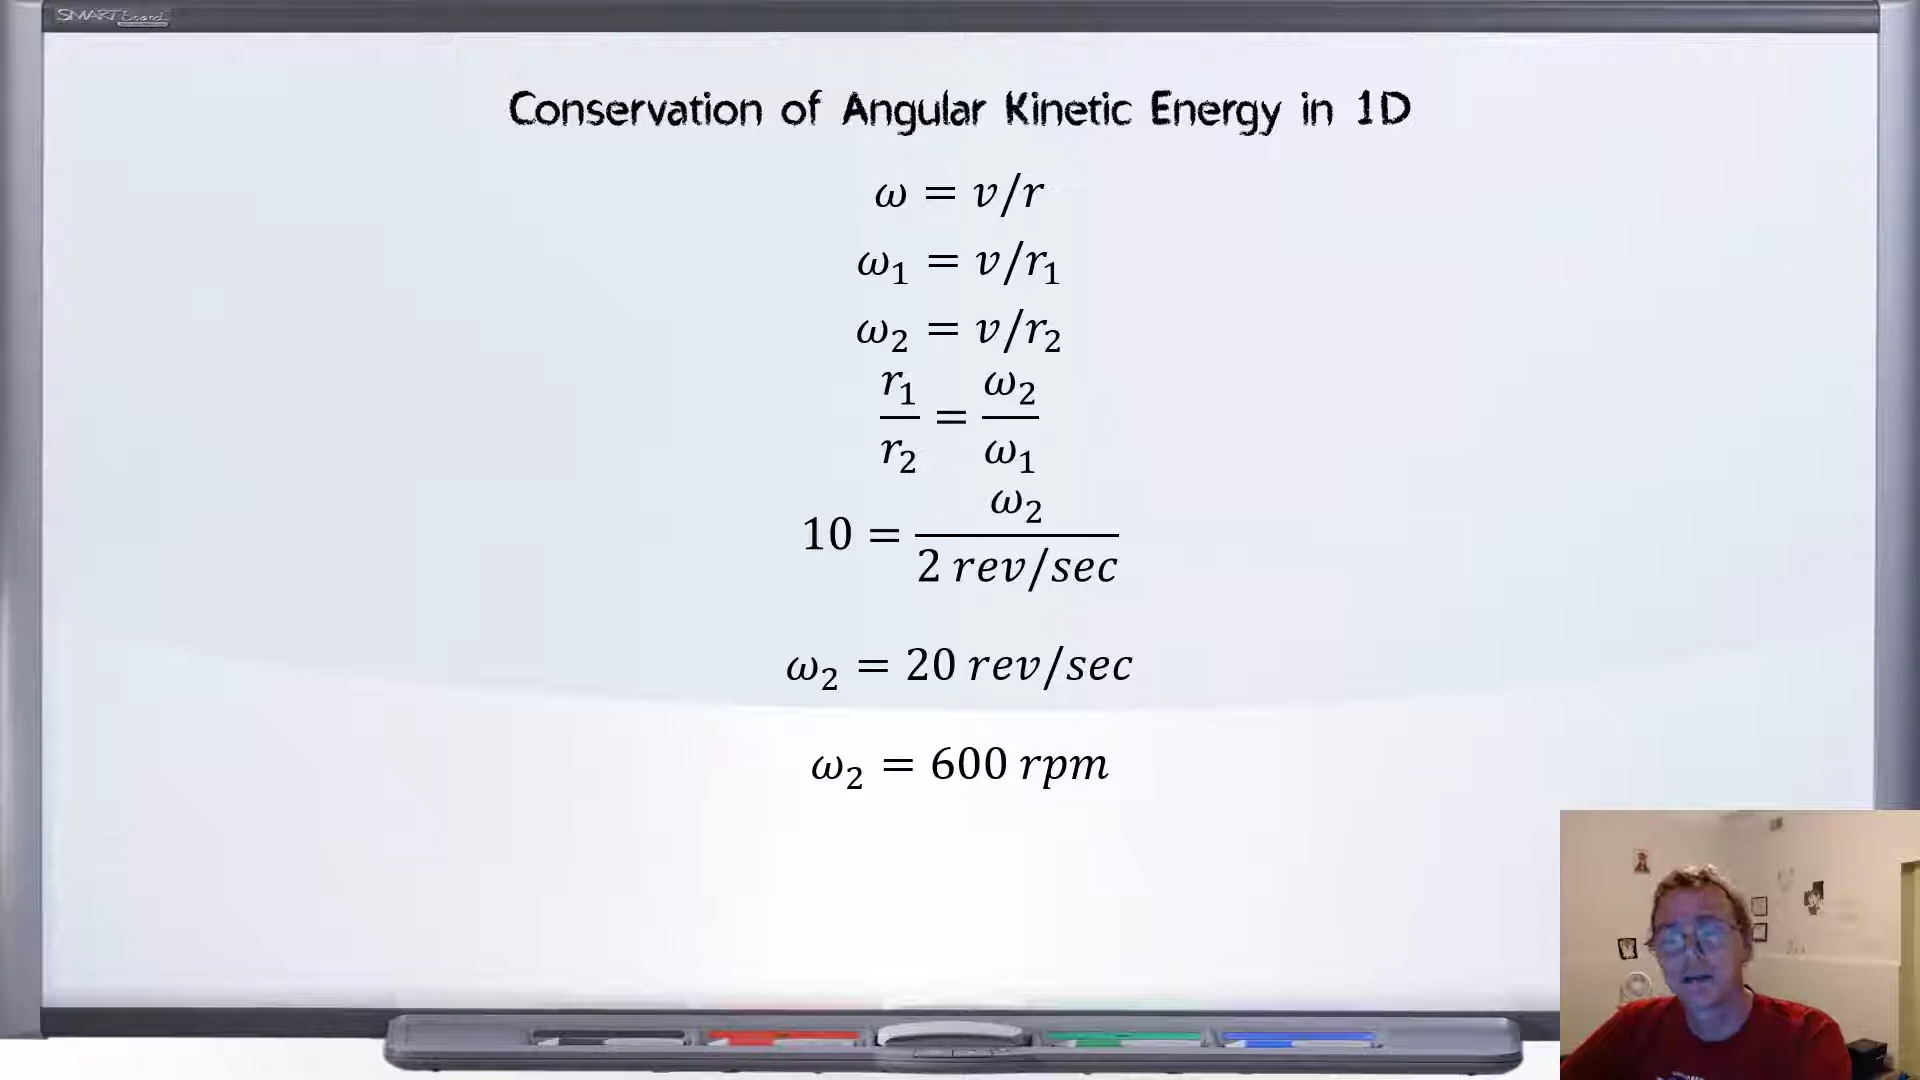 SMART Board
Conservation of Angular Kinetic Energy in 1D
ω = v/r
ω₁ = v/r₁
ω₂ = v/r₂
r₁/r₂ = ω₂/ω₁
10 = ω₂/2 rev/sec
ω₂ = 20 rev/sec
ω₂ = 600 rpm